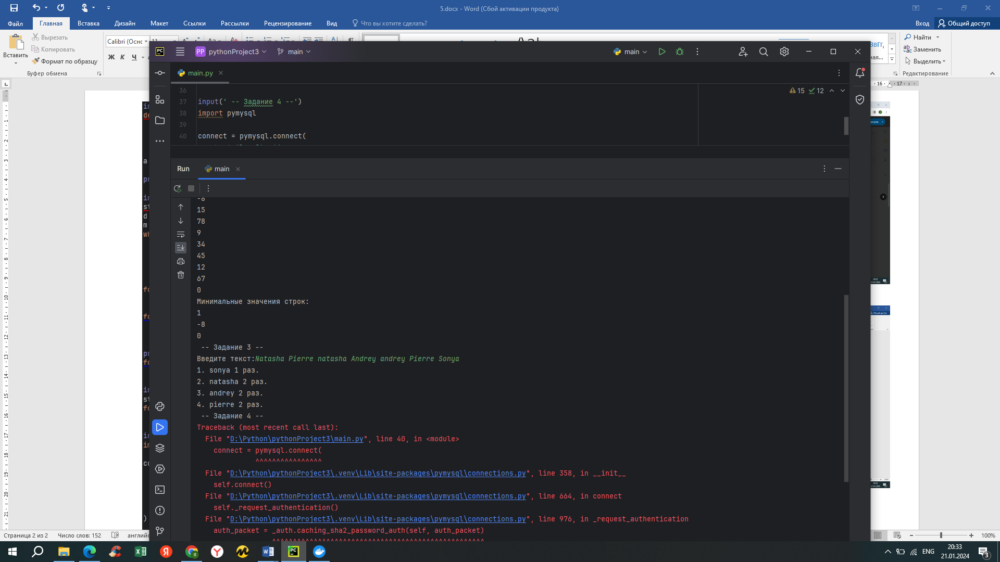 5.docx - Word (Сбой активации продукта)
Файл Главная Вставка Дизайн Макет Ссылки Рассылки Рецензирование Вид Что вы хотите сделать? Вход Общий доступ
Вставить
Вырезать
Копировать
Формат по образцу
Буфер обмена
Calibri (Осн 11
Ж К Ч
Найти
Заменить
Выделить
Редактирование
PC PP pythonProject3 main main
main.py
15 12
36
37 input(' -- Задание 4 --')
38 import pymysql
39
40 connect = pymysql.connect(
Run main
-8
15
78
9
34
45
12
67
0
Минимальные значения строк:
1
-8
0
-- Задание 3 --
Введите текст:Natasha Pierre natasha Andrey andrey Pierre Sonya
1. sonya 1 раз.
2. natasha 2 раз.
3. andrey 2 раз.
4. pierre 2 раз.
-- Задание 4 --
Traceback (most recent call last):
File "D:\Python\pythonProject3\main.py", line 40, in <module>
connect = pymysql.connect(
^^^^^^^^^^^^^^^^
File "D:\Python\pythonProject3\.venv\Lib\site-packages\pymysql\connections.py", line 358, in __init__
self.connect()
File "D:\Python\pythonProject3\.venv\Lib\site-packages\pymysql\connections.py", line 664, in connect
self._request_authentication()
File "D:\Python\pythonProject3\.venv\Lib\site-packages\pymysql\connections.py", line 976, in _request_authentication
auth_packet = _auth.caching_sha2_password_auth(self, auth_packet)
Страница 2 из 2 Число слов: 152 английс
100%
ENG
20:33
21.01.2024
3